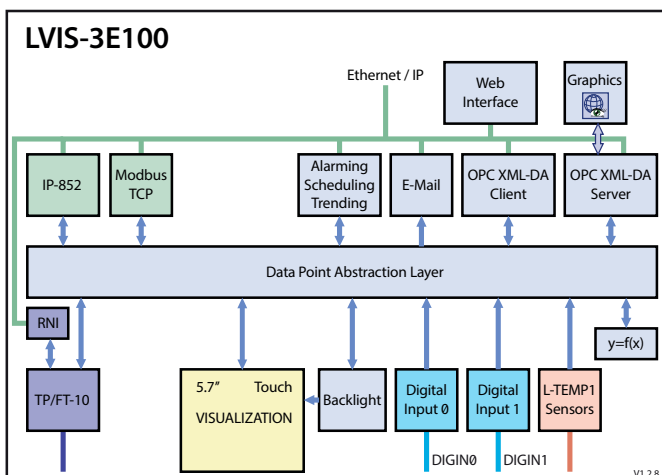 LVIS-3E100
Ethernet / IP
Web
Interface
Graphics
IP-852
Modbus
TCP
Alarming
Scheduling
Trending
E-Mail
OPC XML-DA
Client
OPC XML-DA
Server
Data Point Abstraction Layer
RNI
y=f(x)
TP/FT-10
5.7″ Touch
VISUALIZATION
Backlight
Digital
Input 0
Digital
Input 1
L-TEMP1
Sensors
DIGIN0
DIGIN1
V1.2.8